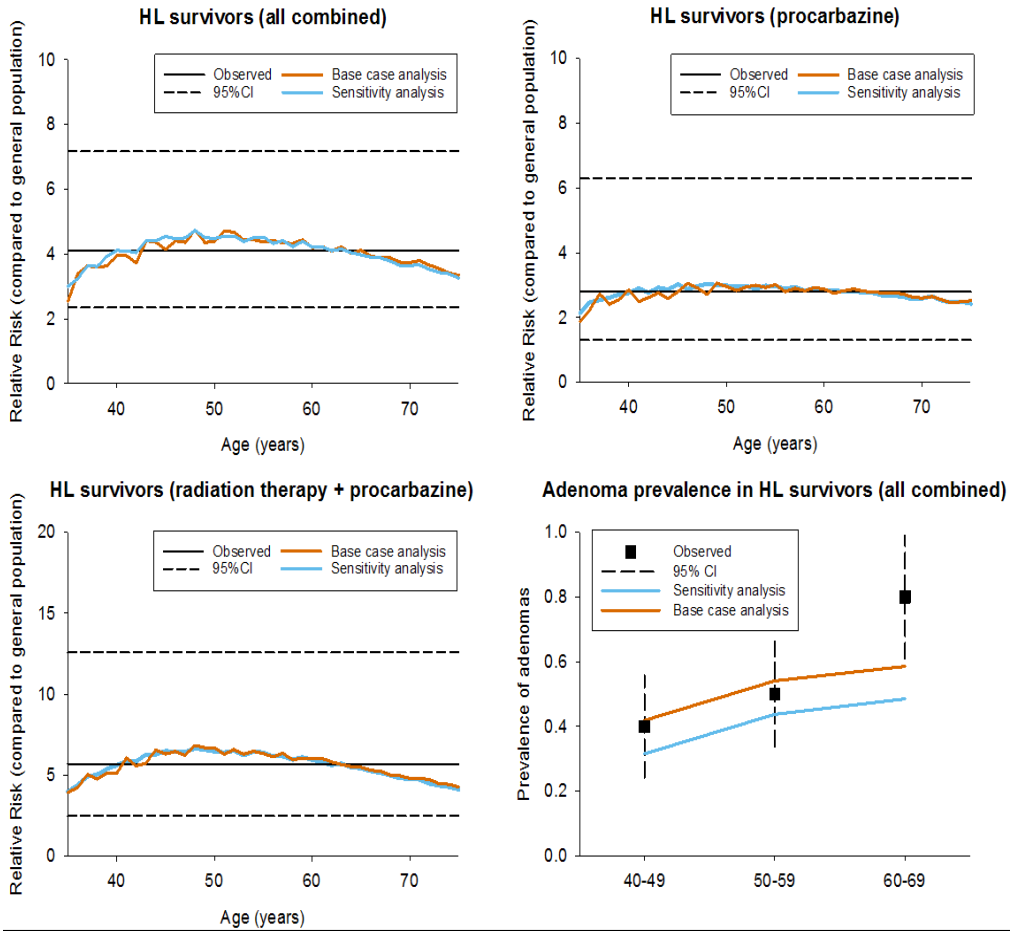 HL survivors (all combined)
Relative Risk (compared to general population)
10
8
6
4
2
0
Observed
Base case analysis
95%CI
Sensitivity analysis
40
50
60
70
Age (years)
HL survivors (procarbazine)
Relative Risk (compared to general population)
10
8
6
4
2
0
Observed
Base case analysis
95%CI
Sensitivity analysis
40
50
60
70
Age (years)
HL survivors (radiation therapy + procarbazine)
Relative Risk (compared to general population)
20
15
10
5
0
Observed
Base case analysis
95%CI
Sensitivity analysis
40
50
60
70
Age (years)
Adenoma prevalence in HL survivors (all combined)
Prevalence of adenomas
1.0
0.8
0.6
0.4
0.2
0.0
Observed
95% CI
Sensitivity analysis
Base case analysis
40-49
50-59
60-69